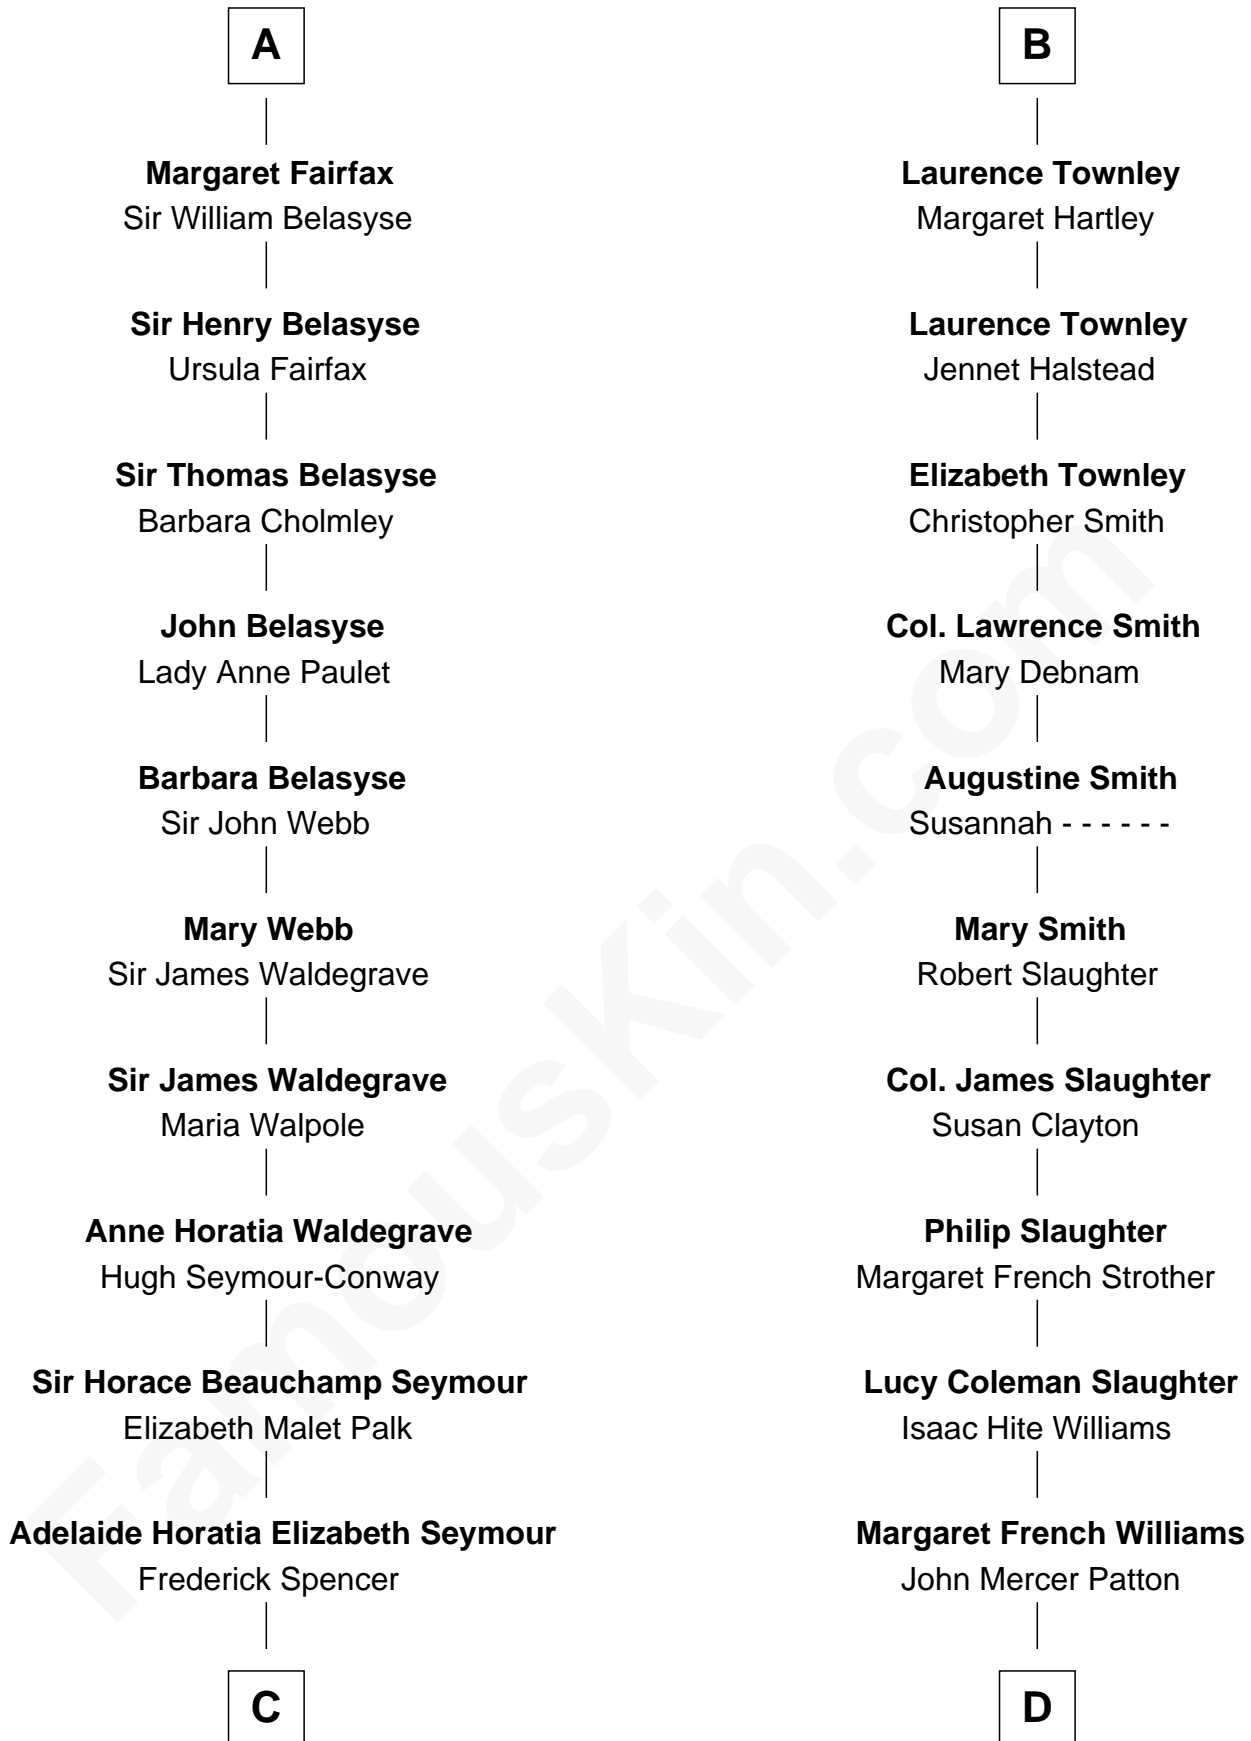 A
Margaret Fairfax
Sir William Belasyse
Sir Henry Belasyse
Ursula Fairfax
Sir Thomas Belasyse
Barbara Cholmley
John Belasyse
Lady Anne Paulet
Barbara Belasyse
Sir John Webb
Mary Webb
Sir James Waldegrave
Sir James Waldegrave
Maria Walpole
Anne Horatia Waldegrave
Hugh Seymour-Conway
Sir Horace Beauchamp Seymour
Elizabeth Malet Palk
Adelaide Horatia Elizabeth Seymour
Frederick Spencer
C
B
Laurence Townley
Margaret Hartley
Laurence Townley
Jennet Halstead
Elizabeth Townley
Christopher Smith
Col. Lawrence Smith
Mary Debnam
Augustine Smith
Susannah - - - - - -
Mary Smith
Robert Slaughter
Col. James Slaughter
Susan Clayton
Philip Slaughter
Margaret French Strother
Lucy Coleman Slaughter
Isaac Hite Williams
Margaret French Williams
John Mercer Patton
D
FamousKin.com